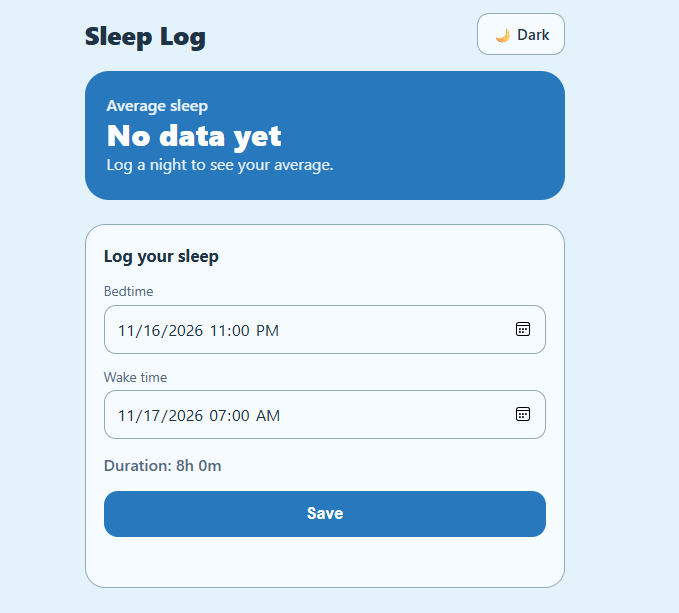 Sleep Log
🌙 Dark
Average sleep
No data yet
Log a night to see your average.
Log your sleep
Bedtime
11/16/2026 11:00 PM
Wake time
11/17/2026 07:00 AM
Duration: 8h 0m
Save